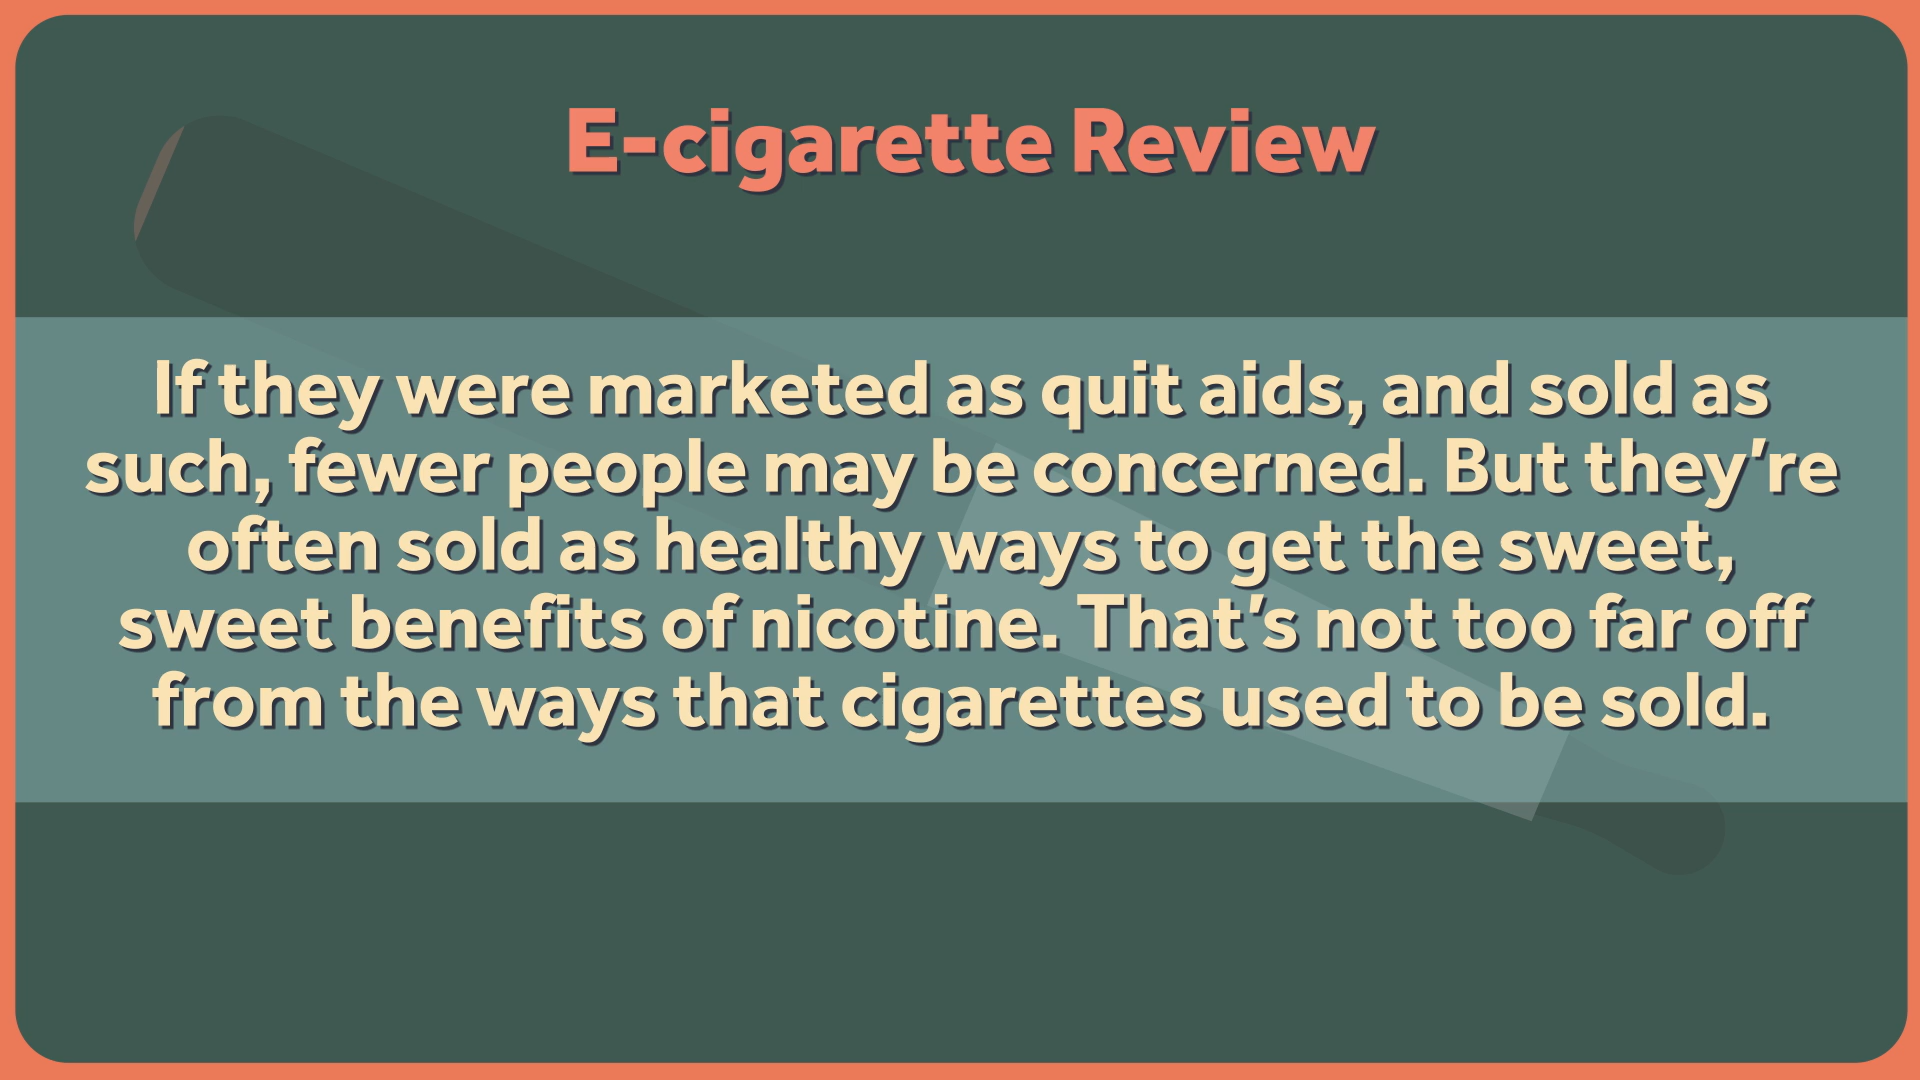 E-cigarette Review
If they were marketed as quit aids, and sold as
such, fewer people may be concerned. But they’re
often sold as healthy ways to get the sweet,
sweet benefits of nicotine. That’s not too far off
from the ways that cigarettes used to be sold.